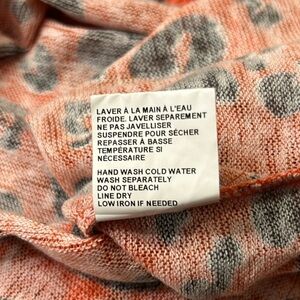 LAVER À LA MAIN À L'EAU
FROIDE. LAVER SEPAREMENT
NE PAS JAVELLISER
SUSPENDRE POUR SÉCHER
REPASSER À BASSE
TEMPÉRATURE SI
NÉCESSAIRE
HAND WASH COLD WATER
WASH SEPARATELY
DO NOT BLEACH
LINE DRY
LOW IRON IF NEEDED